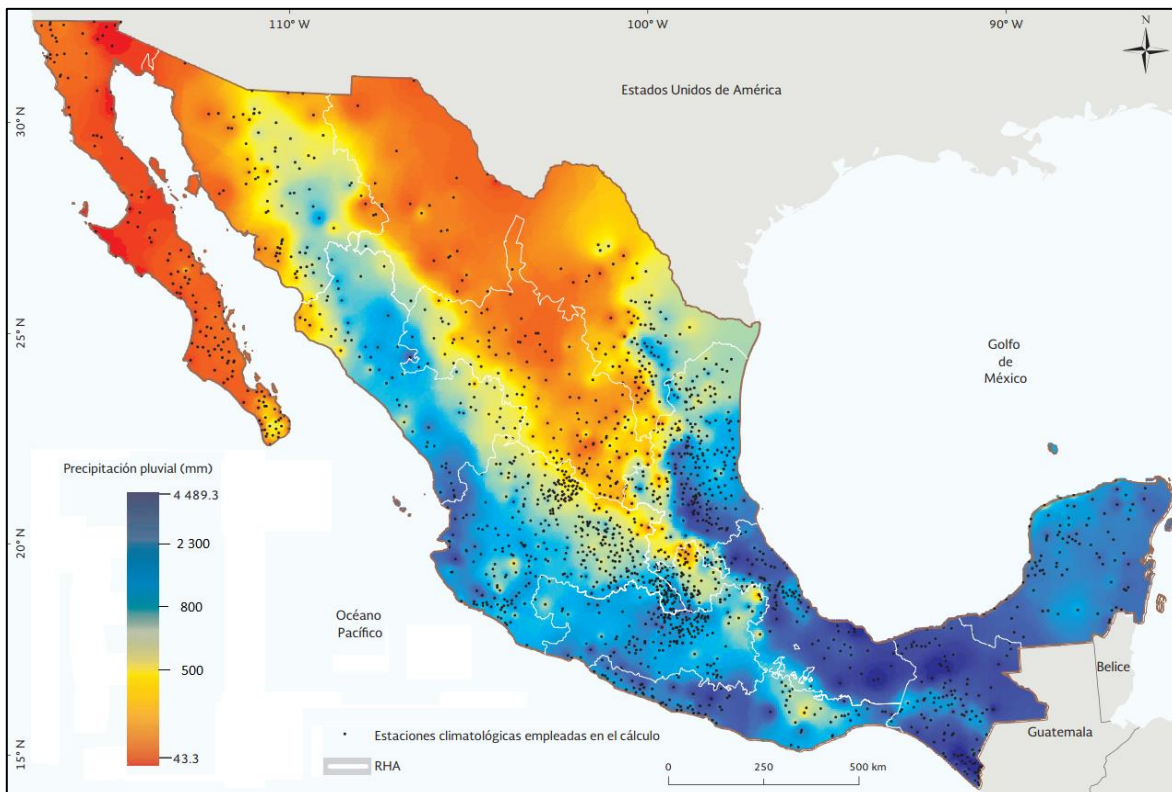 110° W
100° W
90° W
N
Estados Unidos de América
30° N
25° N
Golfo
de
México
Precipitación pluvial (mm)
4 489.3
2 300
800
500
43.3
20° N
Océano
Pacífico
Belice
Guatemala
Estaciones climatológicas empleadas en el cálculo
RHA
15° N
0
250
500 km